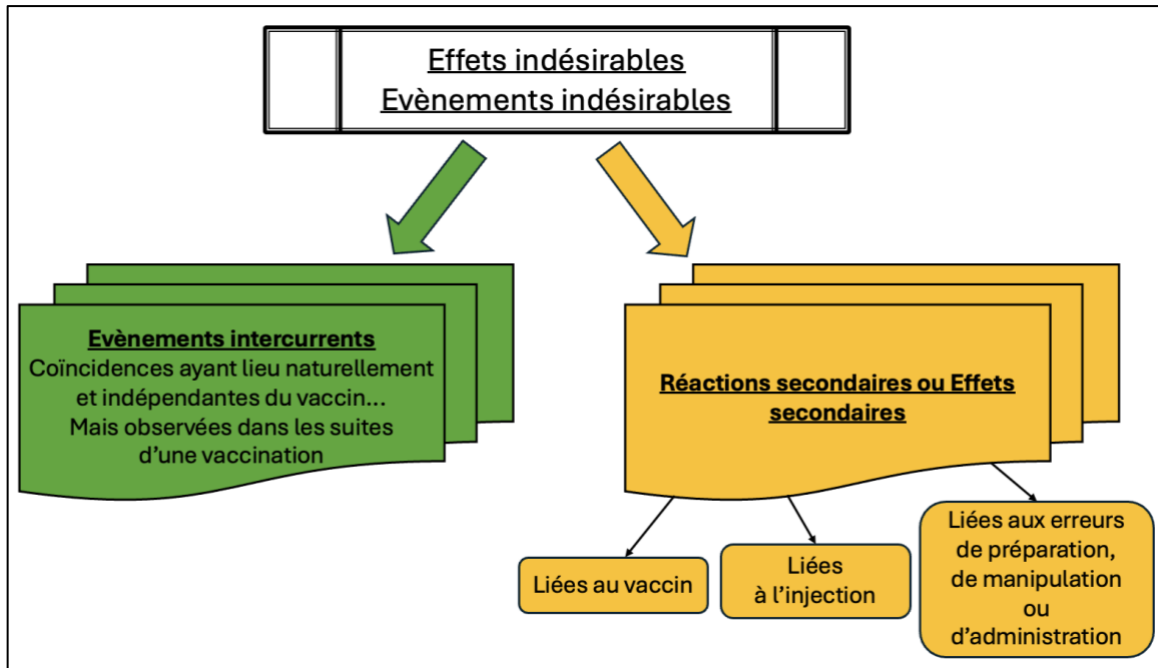 Effets indésirables
Evènements indésirables
Evènements intercurrents
Coïncidences ayant lieu naturellement
et indépendantes du vaccin...
Mais observées dans les suites
d'une vaccination
Réactions secondaires ou Effets
secondaires
Liées au vaccin
Liées
à l'injection
Liées aux erreurs
de préparation,
de manipulation
ou
d'administration